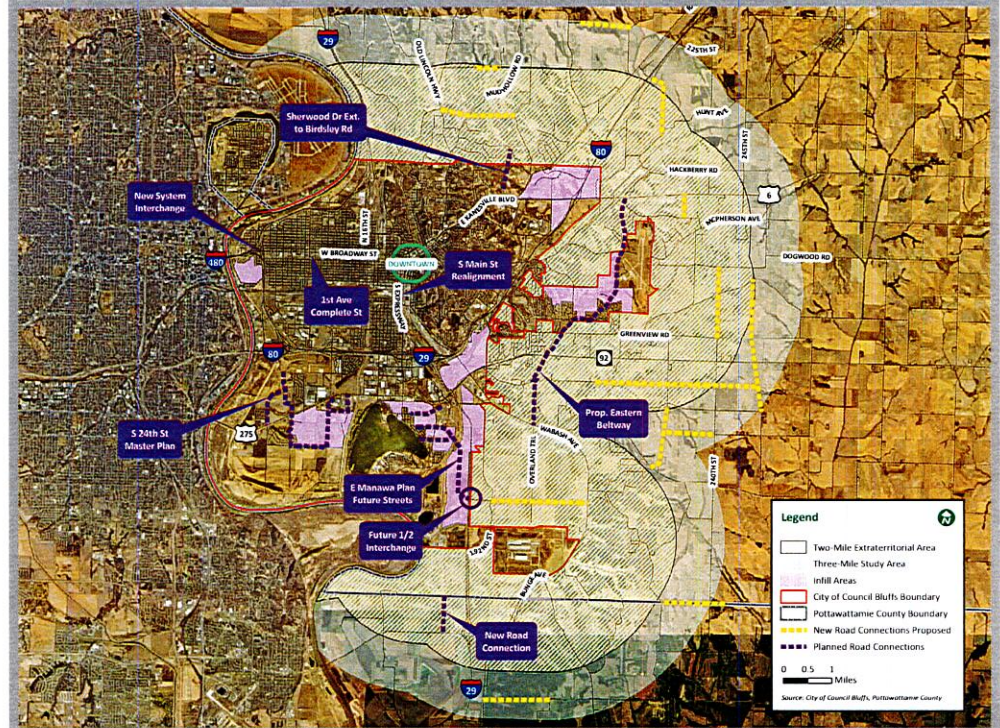 29
OLD LINCOLN HWY
MUDHOLLOW RD
225TH ST
HUNT AVE
Sherwood Dr Ext.
to Birdsley Rd
80
245TH ST
HACKBERRY RD
6
New System
Interchange
N 16TH ST
E KANESVILLE BLVD
MCPHERSON AVE
W BROADWAY ST
DOWNTOWN
S Main St
Realignment
DOGWOOD RD
480
1st Ave
Complete St
S EXPRESSWAY
GREENVIEW RD
80
29
92
S 24th St
Master Plan
275
Prop. Eastern
Beltway
WABASH AVE
OVERLAND TRL
240TH ST
E Manawa Plan
Future Streets
Future 1/2
Interchange
192ND ST
BUNGE AVE
New Road
Connection
29
Legend
N
Two-Mile Extraterritorial Area
Three-Mile Study Area
Infill Areas
City of Council Bluffs Boundary
Pottawattamie County Boundary
New Road Connections Proposed
Planned Road Connections
0 0.5 1
Miles
Source: City of Council Bluffs, Pottawattamie County